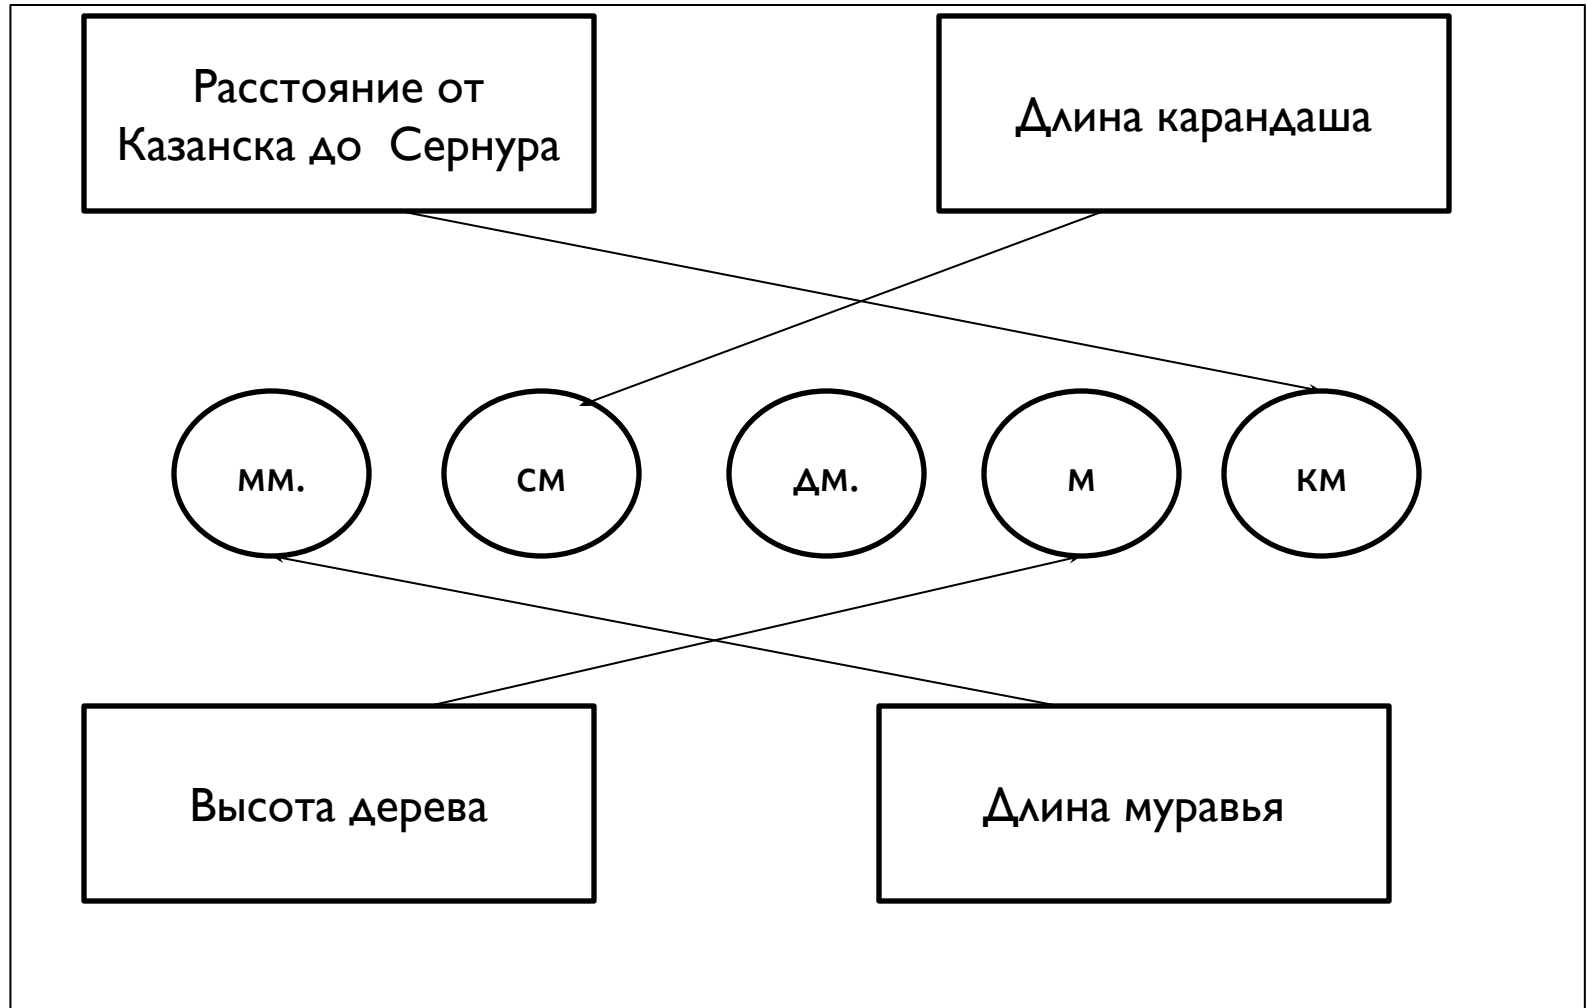 Расстояние от
Казанска до Сернура
Длина карандаша
мм.
см
дм.
м
км
Высота дерева
Длина муравья